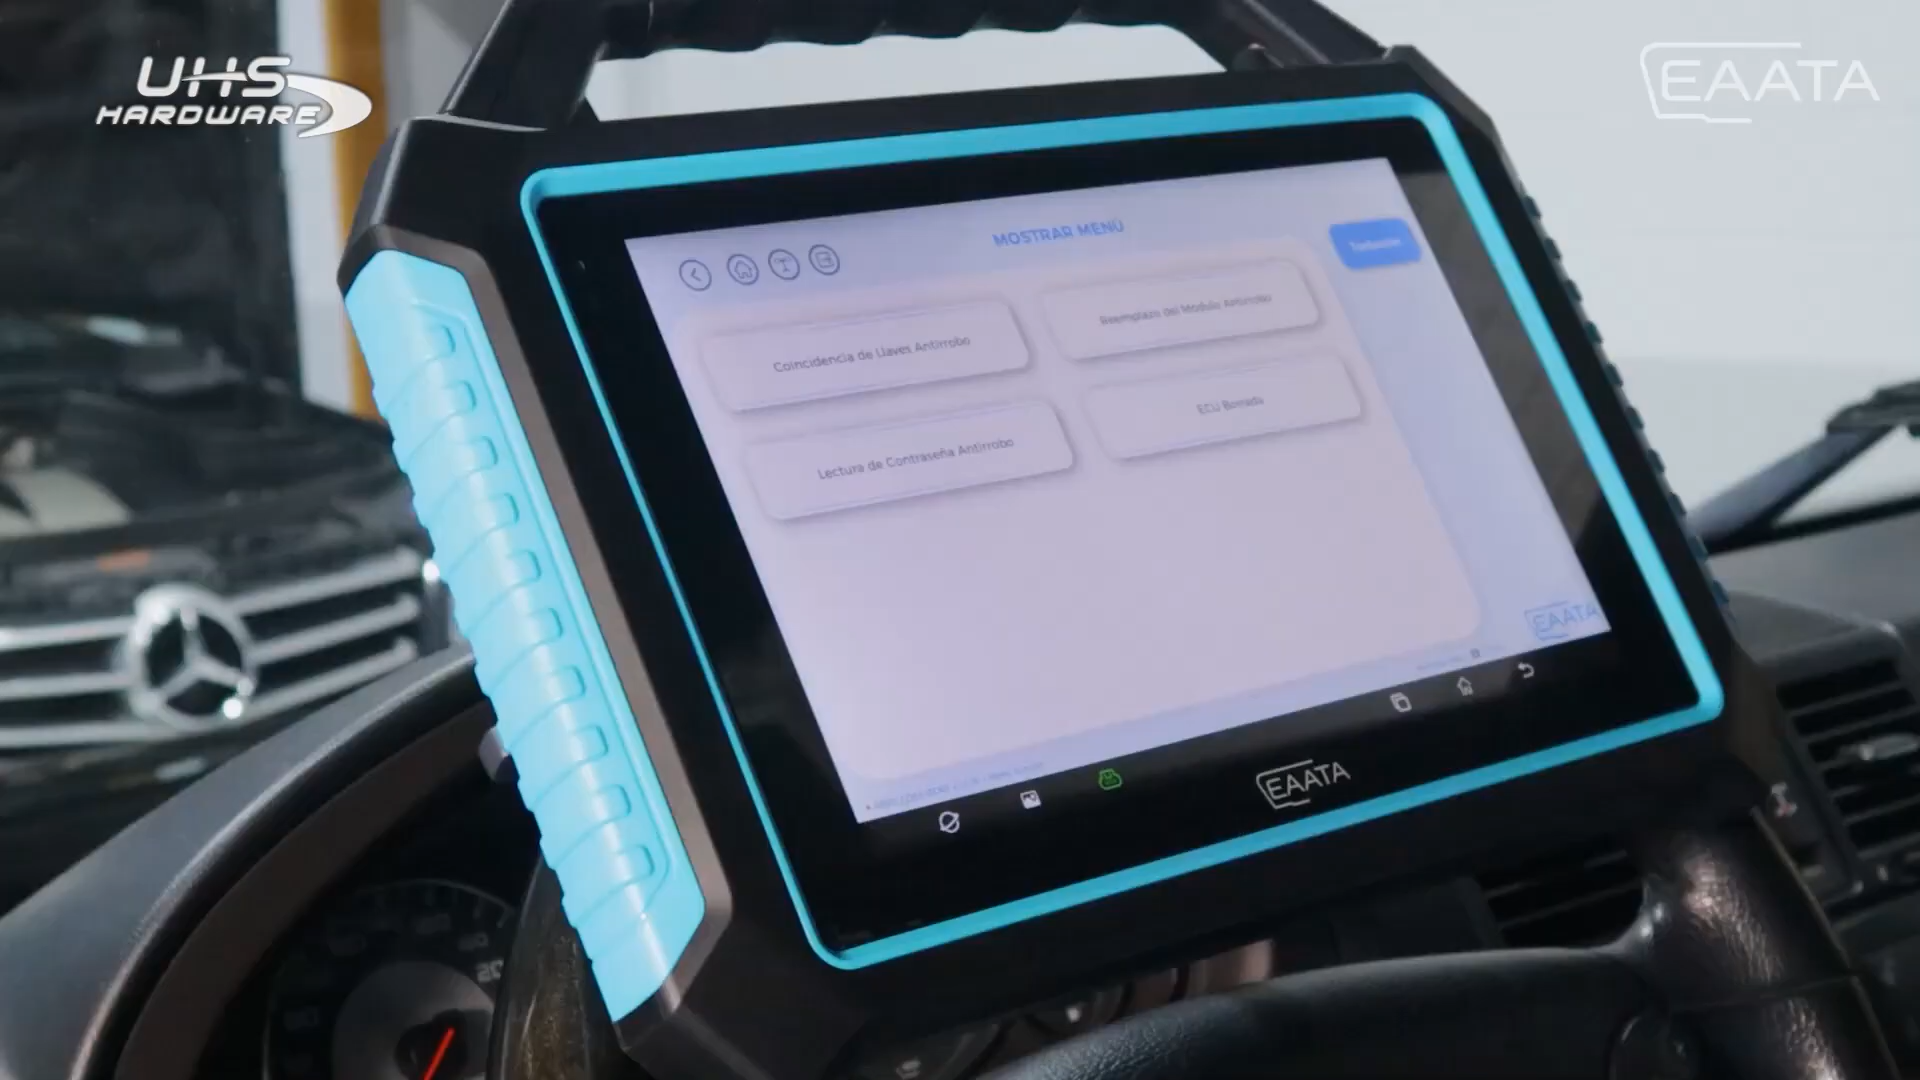 UHS
HARDWARE
EAATA
MOSTRAR MENÚ
Coincidencia de Llaves Antirrobo
Reemplazo del Módulo Antirrobo
Lectura de Contraseña Antirrobo
ECU Borrada
EAATA
EAATA
20